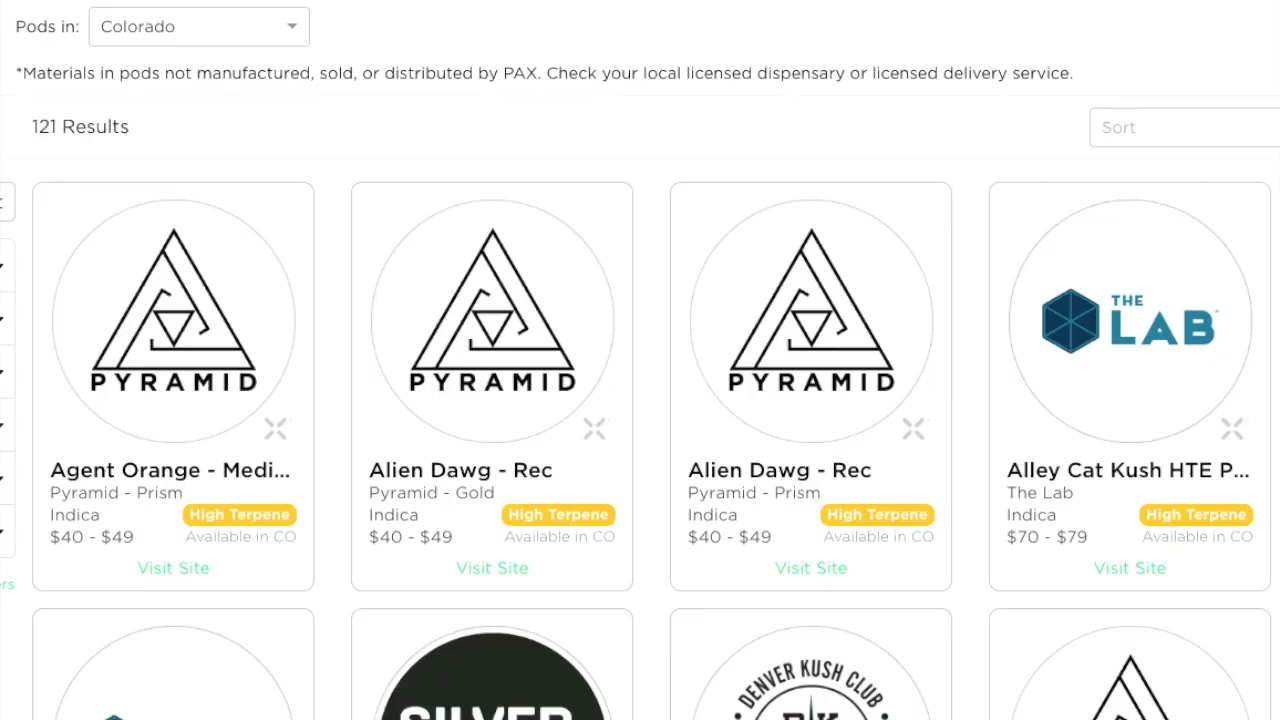 Pods in:
Colorado
*Materials in pods not manufactured, sold, or distributed by PAX. Check your local licensed dispensary or licensed delivery service.
121 Results
Sort
PYRAMID
Agent Orange - Medi...
Pyramid - Prism
Indica
High Terpene
$40 - $49
Available in CO
Visit Site
PYRAMID
Alien Dawg - Rec
Pyramid - Gold
Indica
High Terpene
$40 - $49
Available in CO
Visit Site
PYRAMID
Alien Dawg - Rec
Pyramid - Prism
Indica
High Terpene
$40 - $49
Available in CO
Visit Site
THE
LAB
Alley Cat Kush HTE P...
The Lab
Indica
High Terpene
$70 - $79
Available in CO
Visit Site
ers
SILVER
DENVER KUSH CLUB